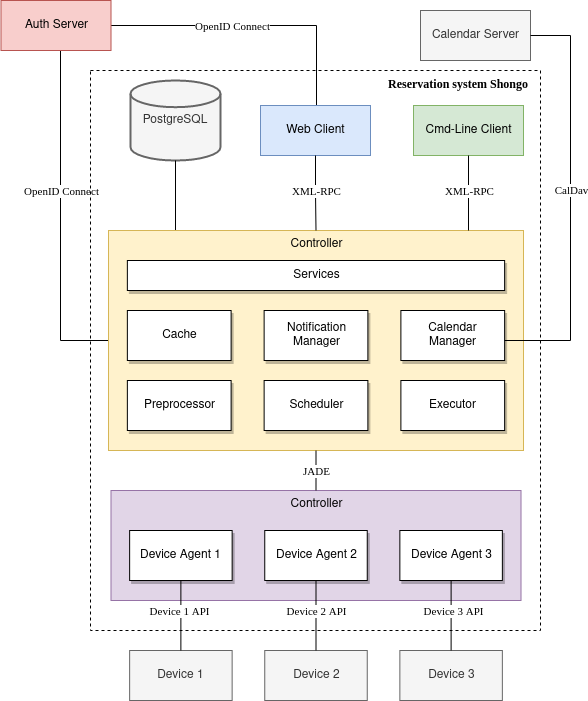 Auth Server
OpenID Connect
Calendar Server
Reservation system Shongo
PostgreSQL
Web Client
Cmd-Line Client
OpenID Connect
XML-RPC
XML-RPC
CalDav
Controller
Services
Cache
Notification
Manager
Calendar
Manager
Preprocessor
Scheduler
Executor
JADE
Controller
Device Agent 1
Device Agent 2
Device Agent 3
Device 1 API
Device 2 API
Device 3 API
Device 1
Device 2
Device 3